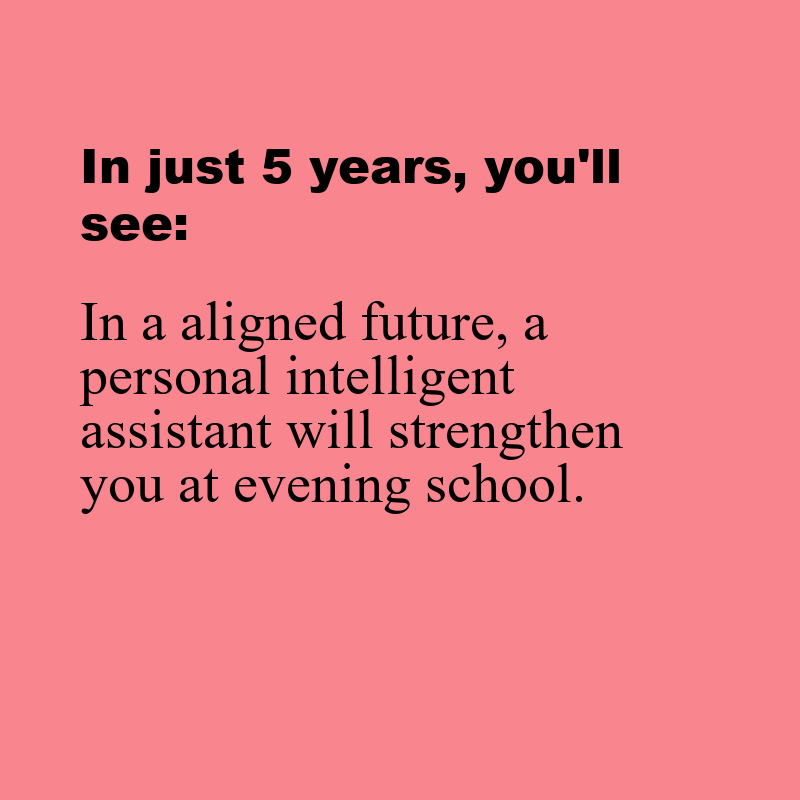 In just 5 years, you'll
see:
In a aligned future, a
personal intelligent
assistant will strengthen
you at evening school.